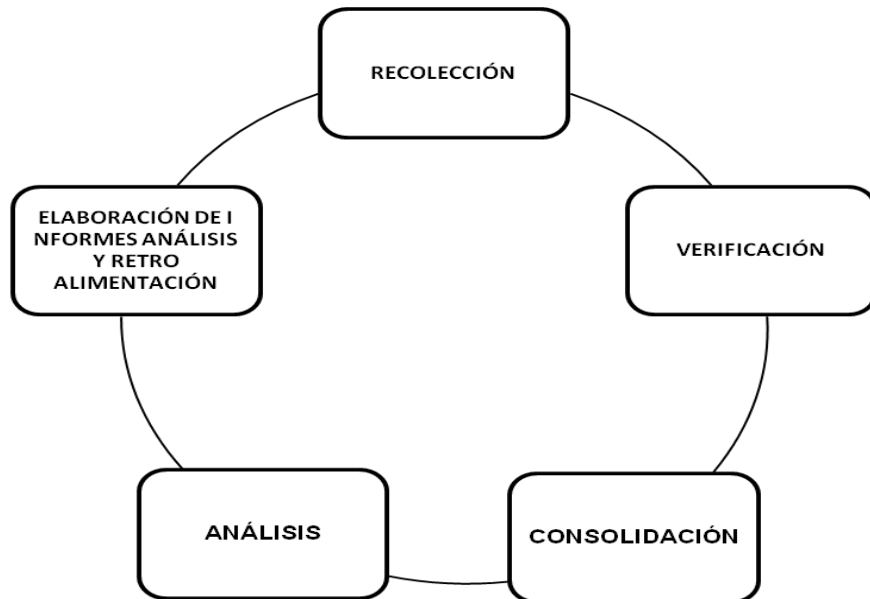 RECOLECCIÓN
VERIFICACIÓN
CONSOLIDACIÓN
ANÁLISIS
ELABORACIÓN DE I
NFORMES ANÁLISIS
Y RETRO
ALIMENTACIÓN